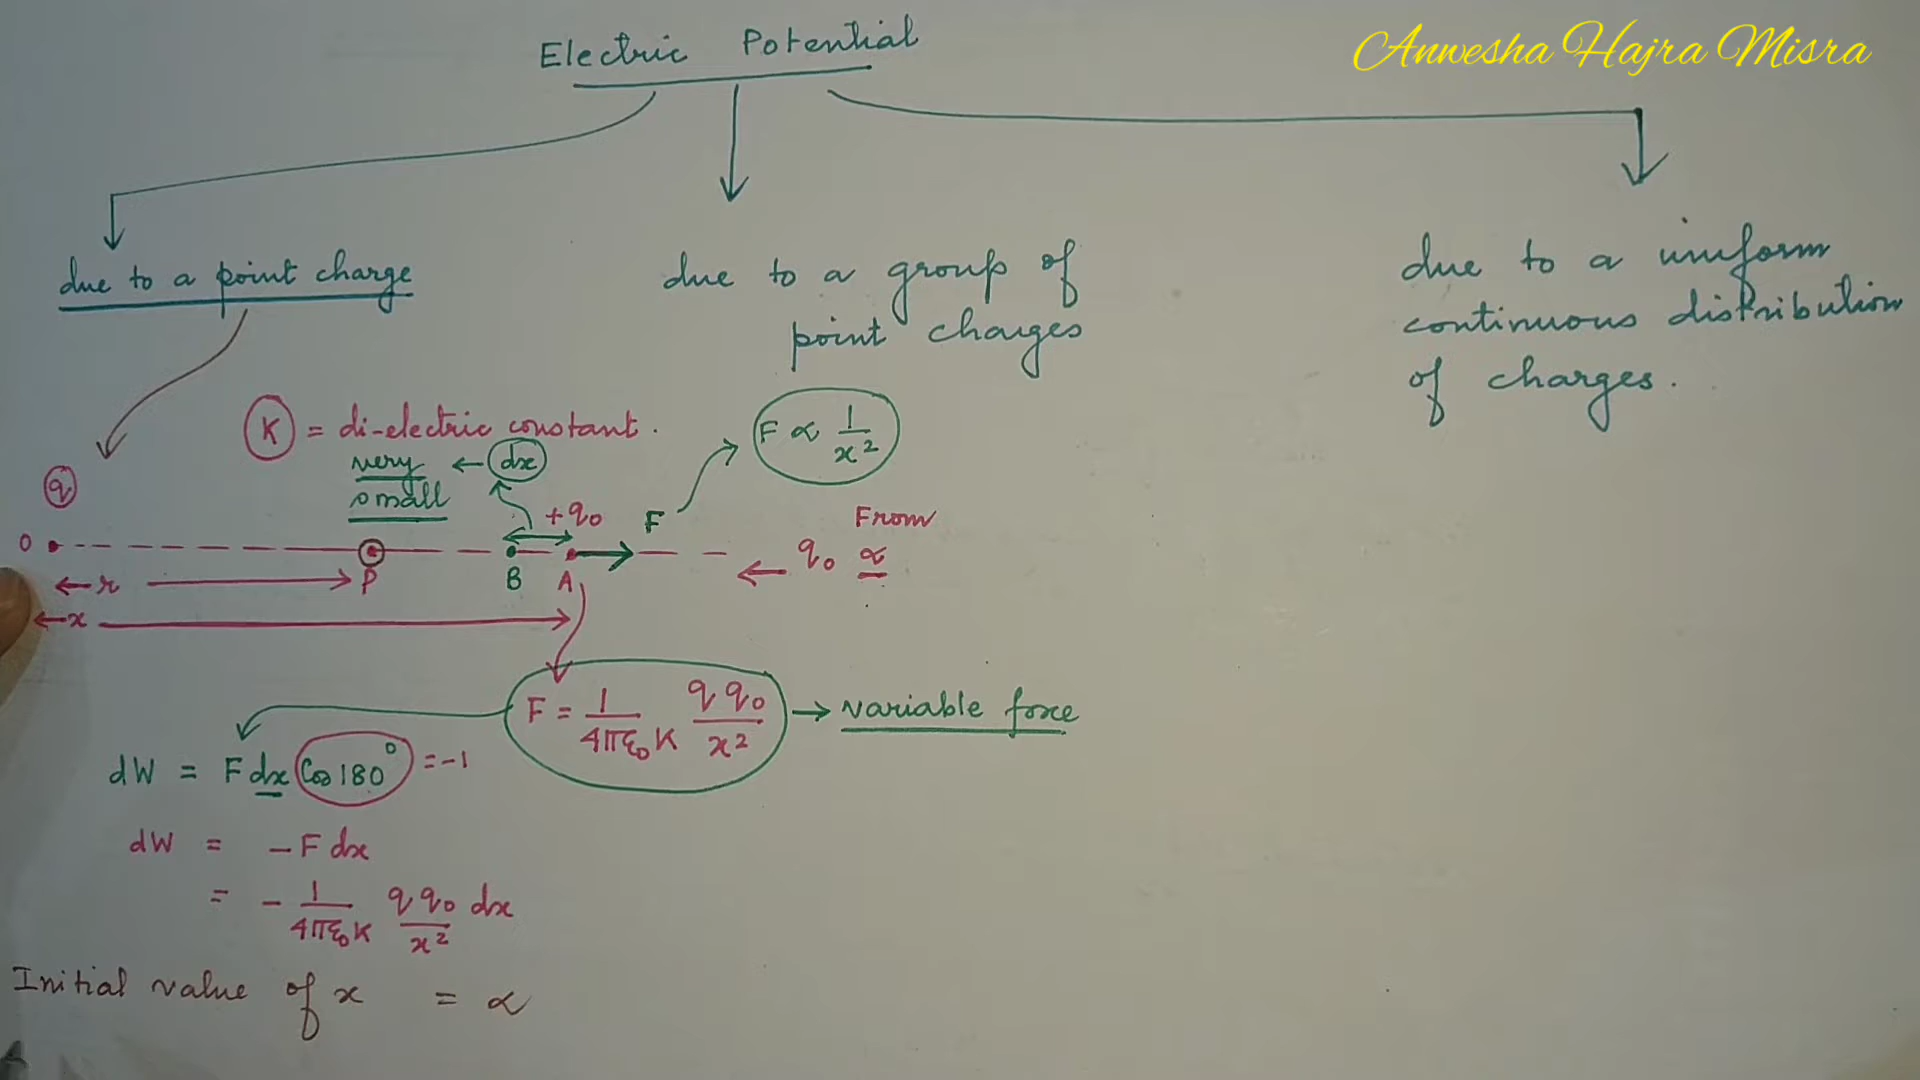 Anwesha Hajra Misra
Electric Potential
due to a point charge
due to a group of
point charges
due to a uniform
continuous distribution
of charges.
K = di-electric constant.
very ← dx
small
F ∝ 1/x²
q
+q₀
F
From
O
q₀ ∝
r
P
B
A
x
F = 1/4πε₀K qq₀/x² → variable force
dW = F dx Cos 180° = -1
dW = - F dx
= - 1/4πε₀K qq₀/x² dx
Initial value of x = ∝